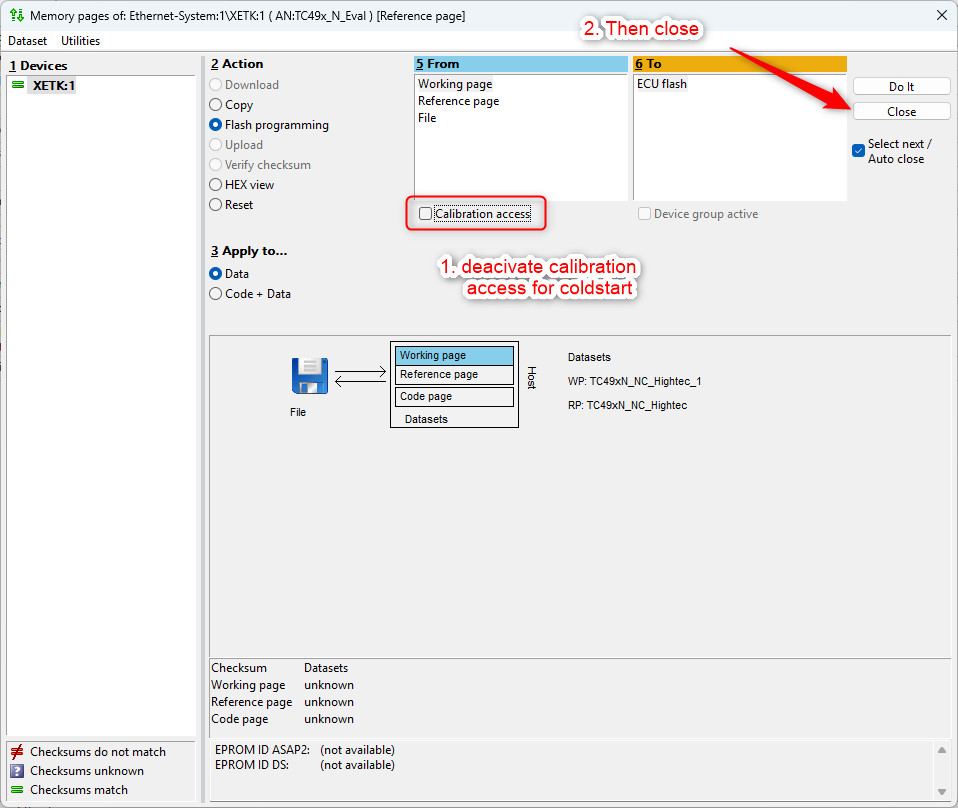 Memory pages of: Ethernet-System:1\XETK:1 ( AN:TC49x_N_Eval ) [Reference page]
Dataset Utilities
2. Then close
1 Devices
XETK:1
2 Action
Download
Copy
Flash programming
Upload
Verify checksum
HEX view
Reset
5 From
Working page
Reference page
File
Calibration access
6 To
ECU flash
Device group active
Do It
Close
Select next /
Auto close
1. deacivate calibration
access for coldstart
3 Apply to...
Data
Code + Data
File
Working page
Reference page
Code page
Datasets
Host
Datasets
WP: TC49xN_NC_Hightec_1
RP: TC49xN_NC_Hightec
Checksum Datasets
Working page unknown
Reference page unknown
Code page unknown
EPROM ID ASAP2: (not available)
EPROM ID DS: (not available)
Checksums do not match
? Checksums unknown
Checksums match